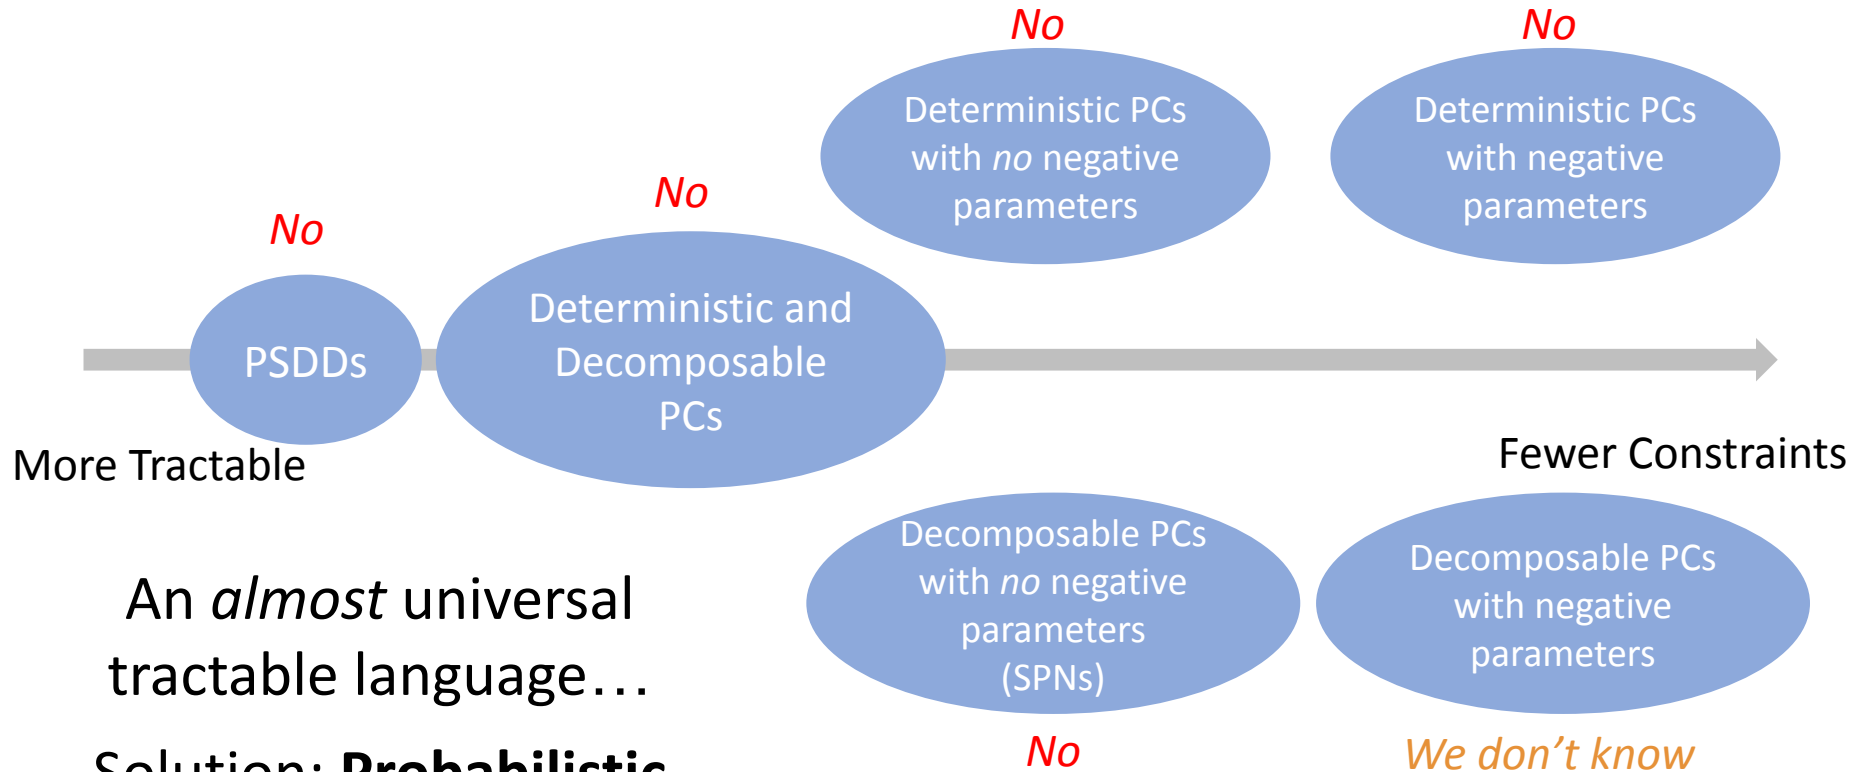 No
No
Deterministic PCs
with no negative
parameters
Deterministic PCs
with negative
parameters
No
No
PSDDs
Deterministic and
Decomposable
PCs
More Tractable
Fewer Constraints
Decomposable PCs
with no negative
parameters
(SPNs)
Decomposable PCs
with negative
parameters
An almost universal
tractable language…
Solution: Probabilistic
No
We don’t know